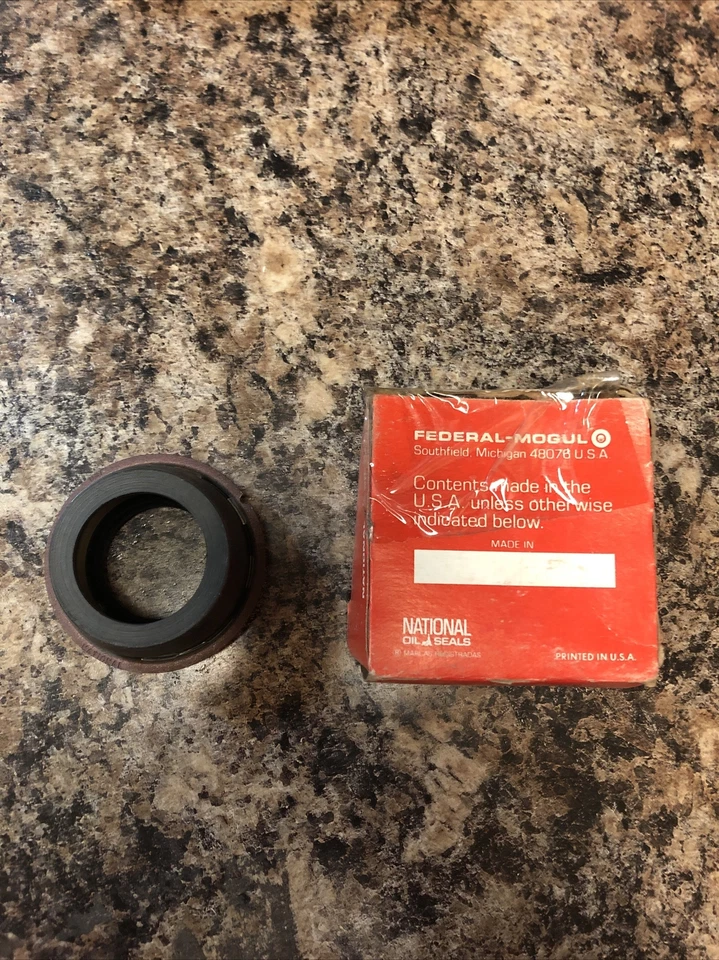 FEDERAL-MOGUL
Southfield, Michigan 48076 U.S.A
Contents made in the
U.S.A. unless otherwise
indicated below.
MADE IN
NATIONAL
OIL SEALS
PRINTED IN U.S.A.